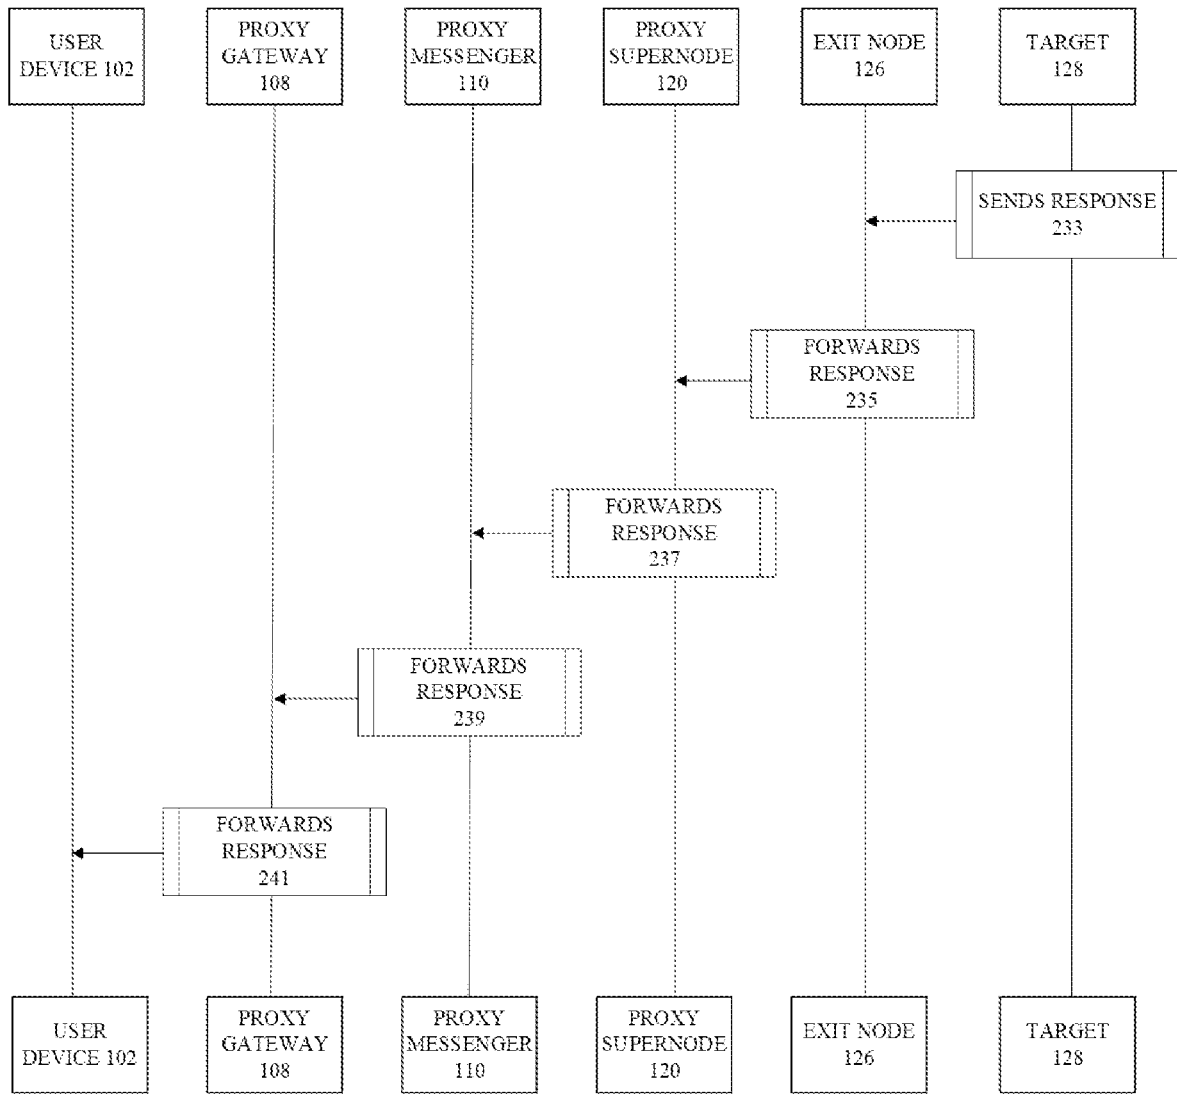 USER
DEVICE 102
PROXY
GATEWAY
108
PROXY
MESSENGER
110
PROXY
SUPERNODE
120
EXIT NODE
126
TARGET
128
SENDS RESPONSE
233
FORWARDS
RESPONSE
235
FORWARDS
RESPONSE
237
FORWARDS
RESPONSE
239
FORWARDS
RESPONSE
241
USER
DEVICE 102
PROXY
GATEWAY
108
PROXY
MESSENGER
110
PROXY
SUPERNODE
120
EXIT NODE
126
TARGET
128